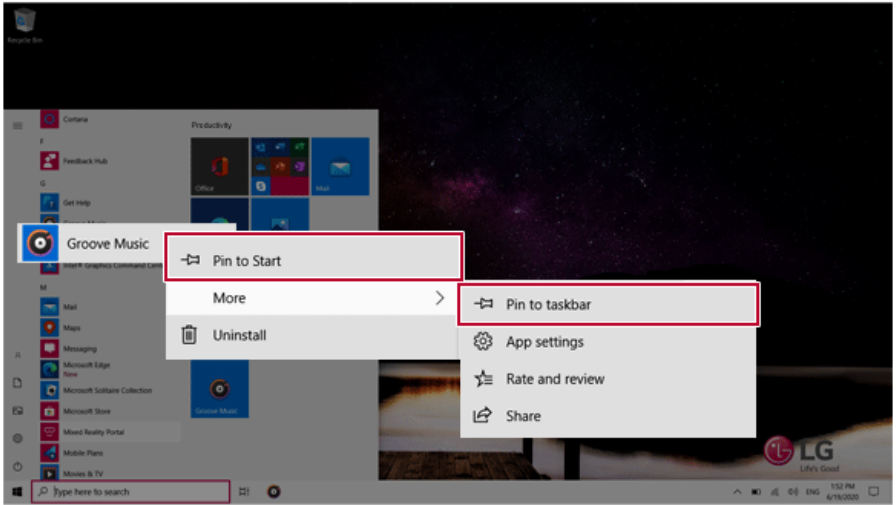 Recycle Bin
Cortana
F
Feedback Hub
G
Get Help
Groove Music
Groove Music
Intel® Graphics Command Cent
M
Mail
Maps
Messaging
Microsoft Edge
New
Microsoft Solitaire Collection
Microsoft Store
Mixed Reality Portal
Mobile Plans
Movies & TV
Productivity
Office
Mail
Groove Music
Pin to Start
More
Uninstall
Pin to taskbar
App settings
Rate and review
Share
LG
Life's Good
Type here to search
ENG
1:52 PM
6/19/2020